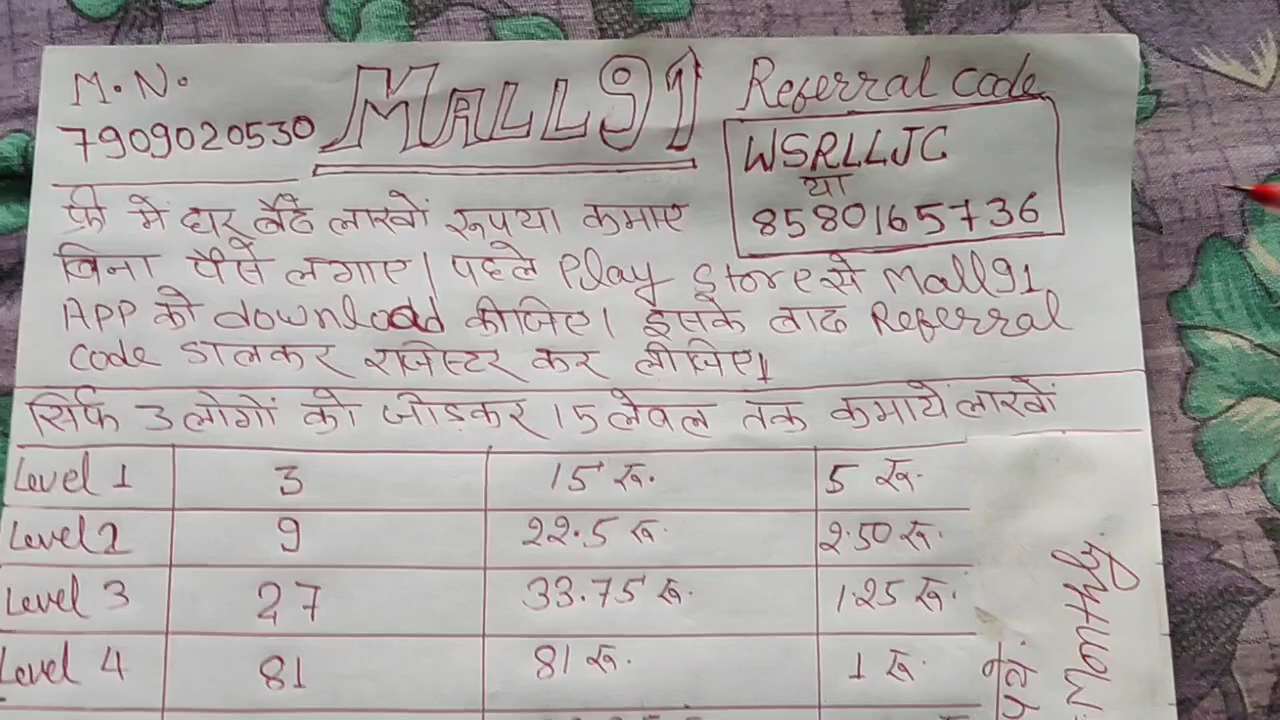 M.N.
7909020530
MALL91
Referral Code
WSRLLJC
या
8580165736
फ्री में घर बैठे लाखों रूपया कमाए
बिना पैसे लगाए। पहले Play Store से Mall91
APP को download कीजिए। इसके बाद Referral
Code डालकर रजिस्टर कर लीजिए।
सिर्फ 3 लोगों को जोड़कर 15 लेवल तक कमायें लाखों
Level 1 3 15 रू. 5 रू.
Level 2 9 22.5 रू. 2.50 रू.
Level 3 27 33.75 रू. 1.25 रू.
Level 4 81 81 रू. 1 रू.
Monthly